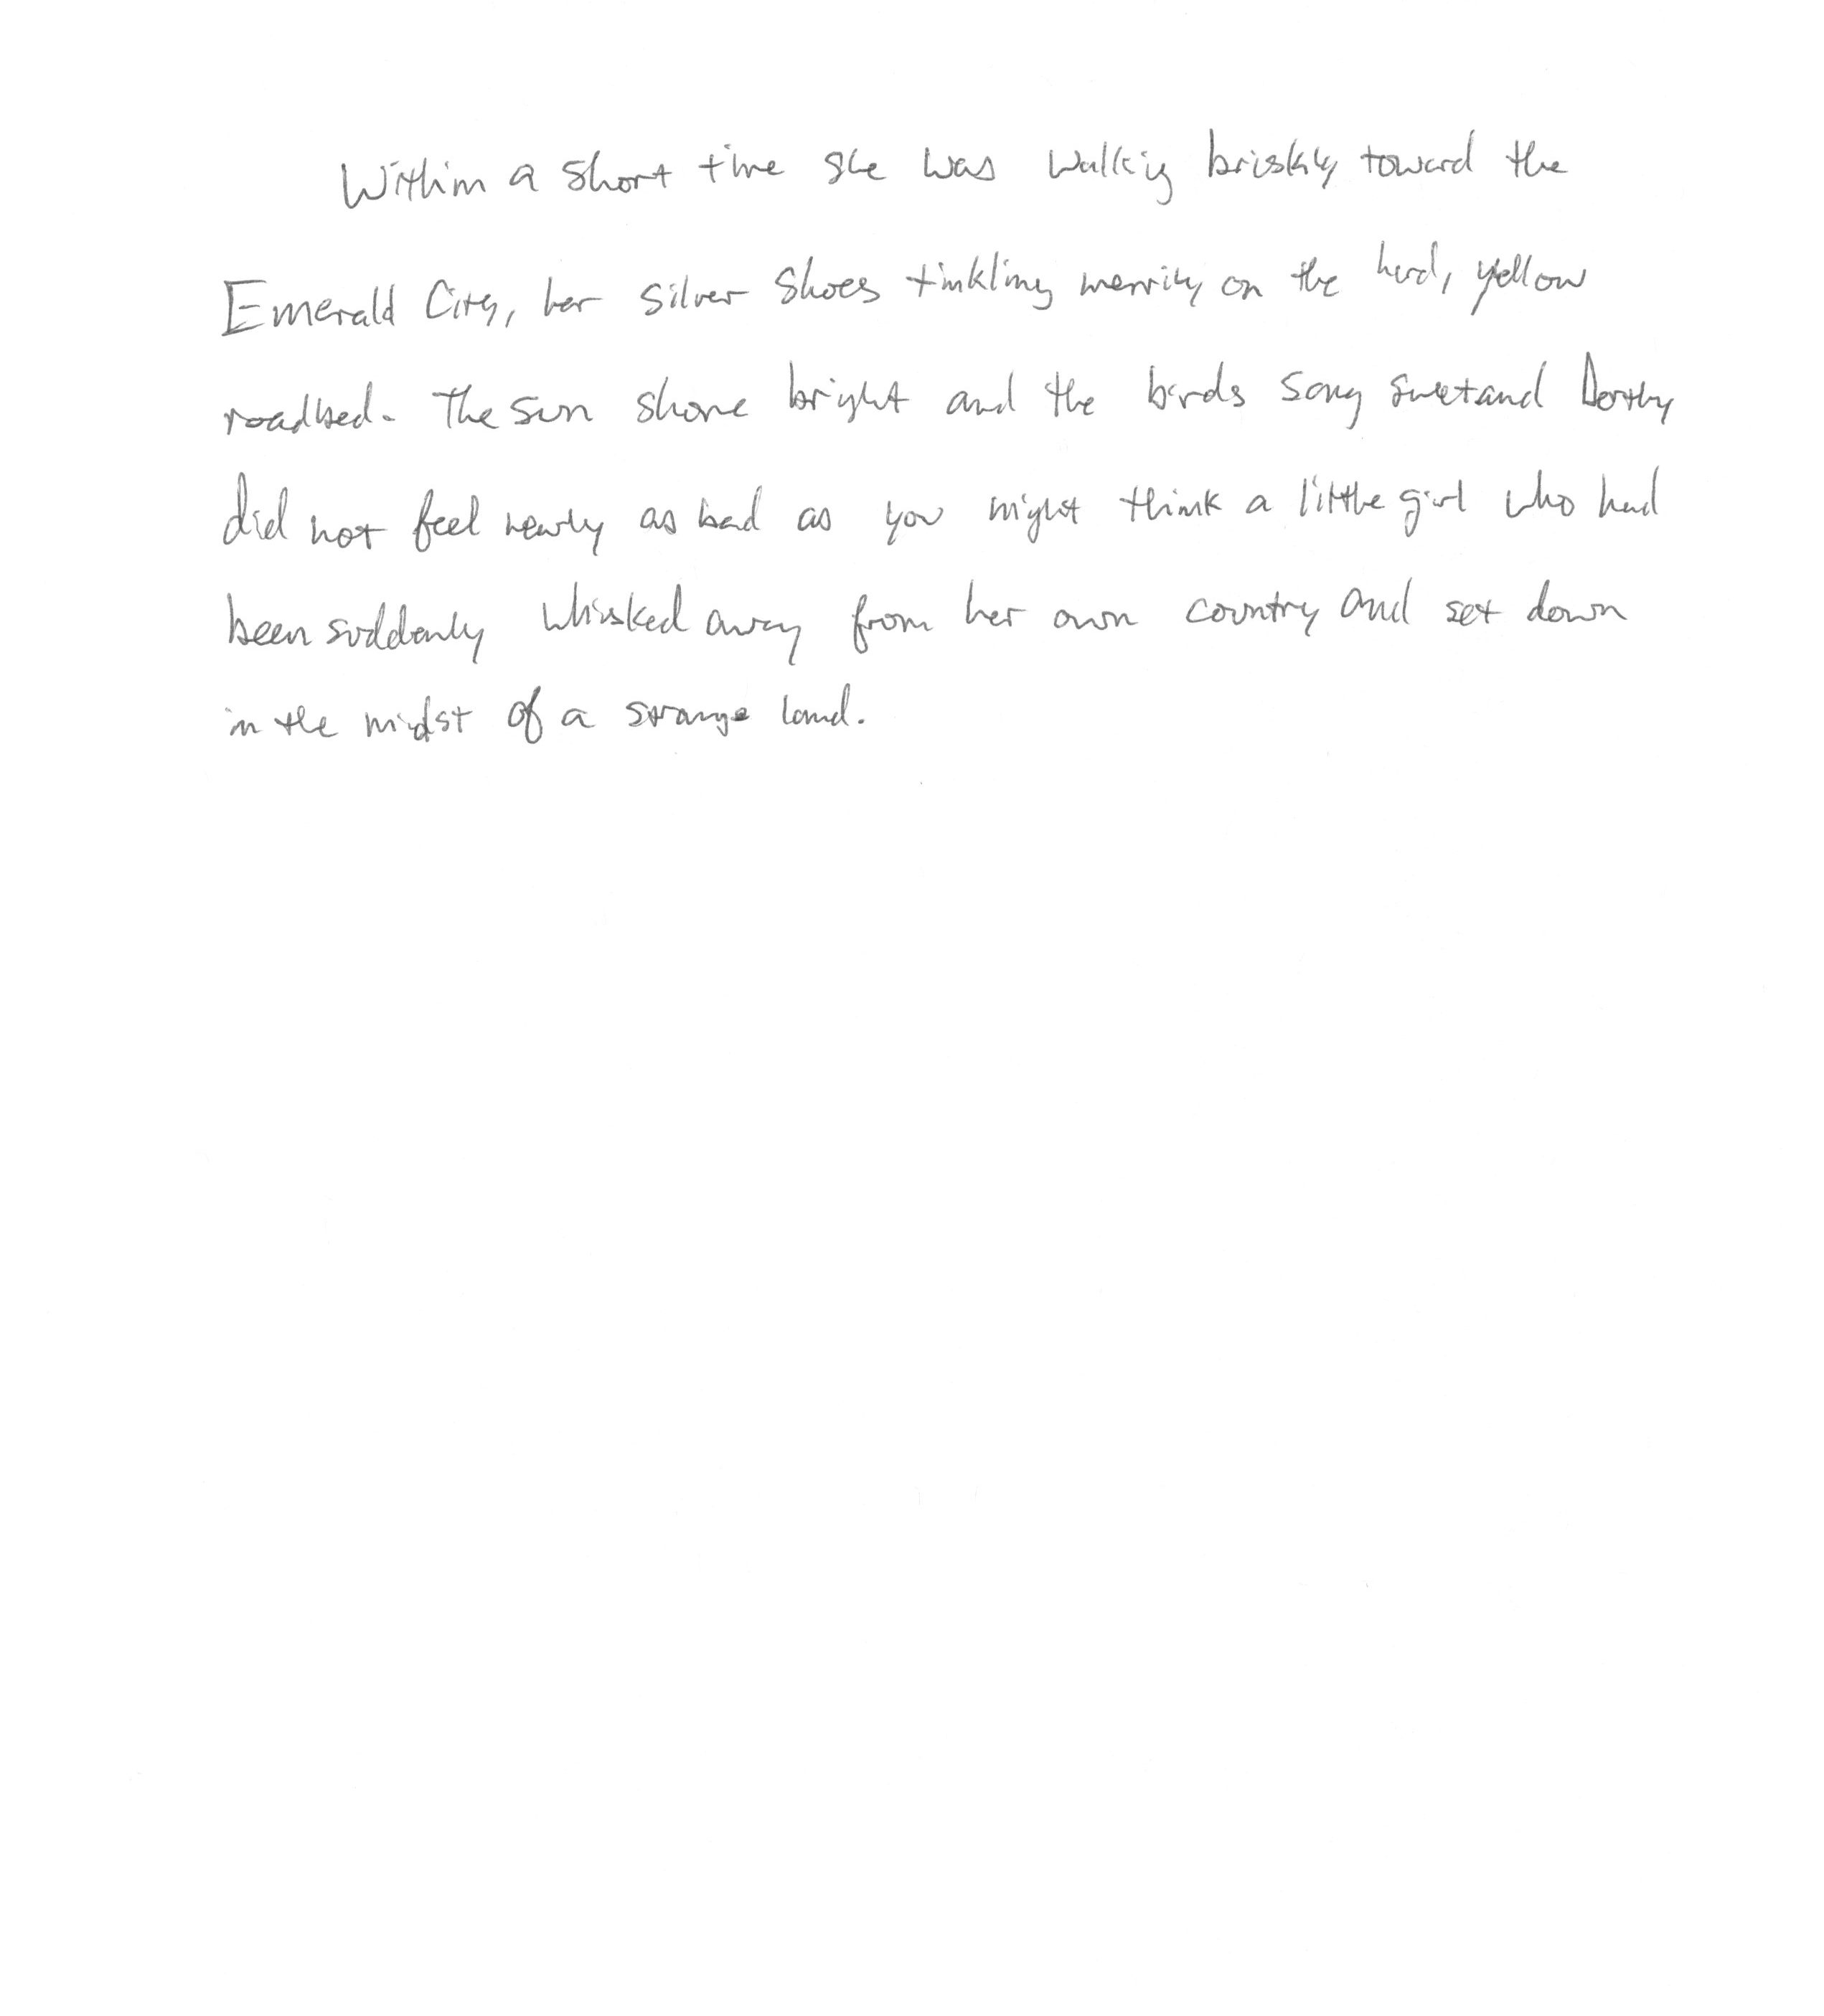 Within a short time she was walking briskly toward the
Emerald City, her silver shoes tinkling merrily on the hard, yellow
roadbed. The sun shone bright and the birds sang sweet and Dorothy
did not feel nearly as bad as you might think a little girl who had
been suddenly whisked away from her own country and set down
in the midst of a strange land.